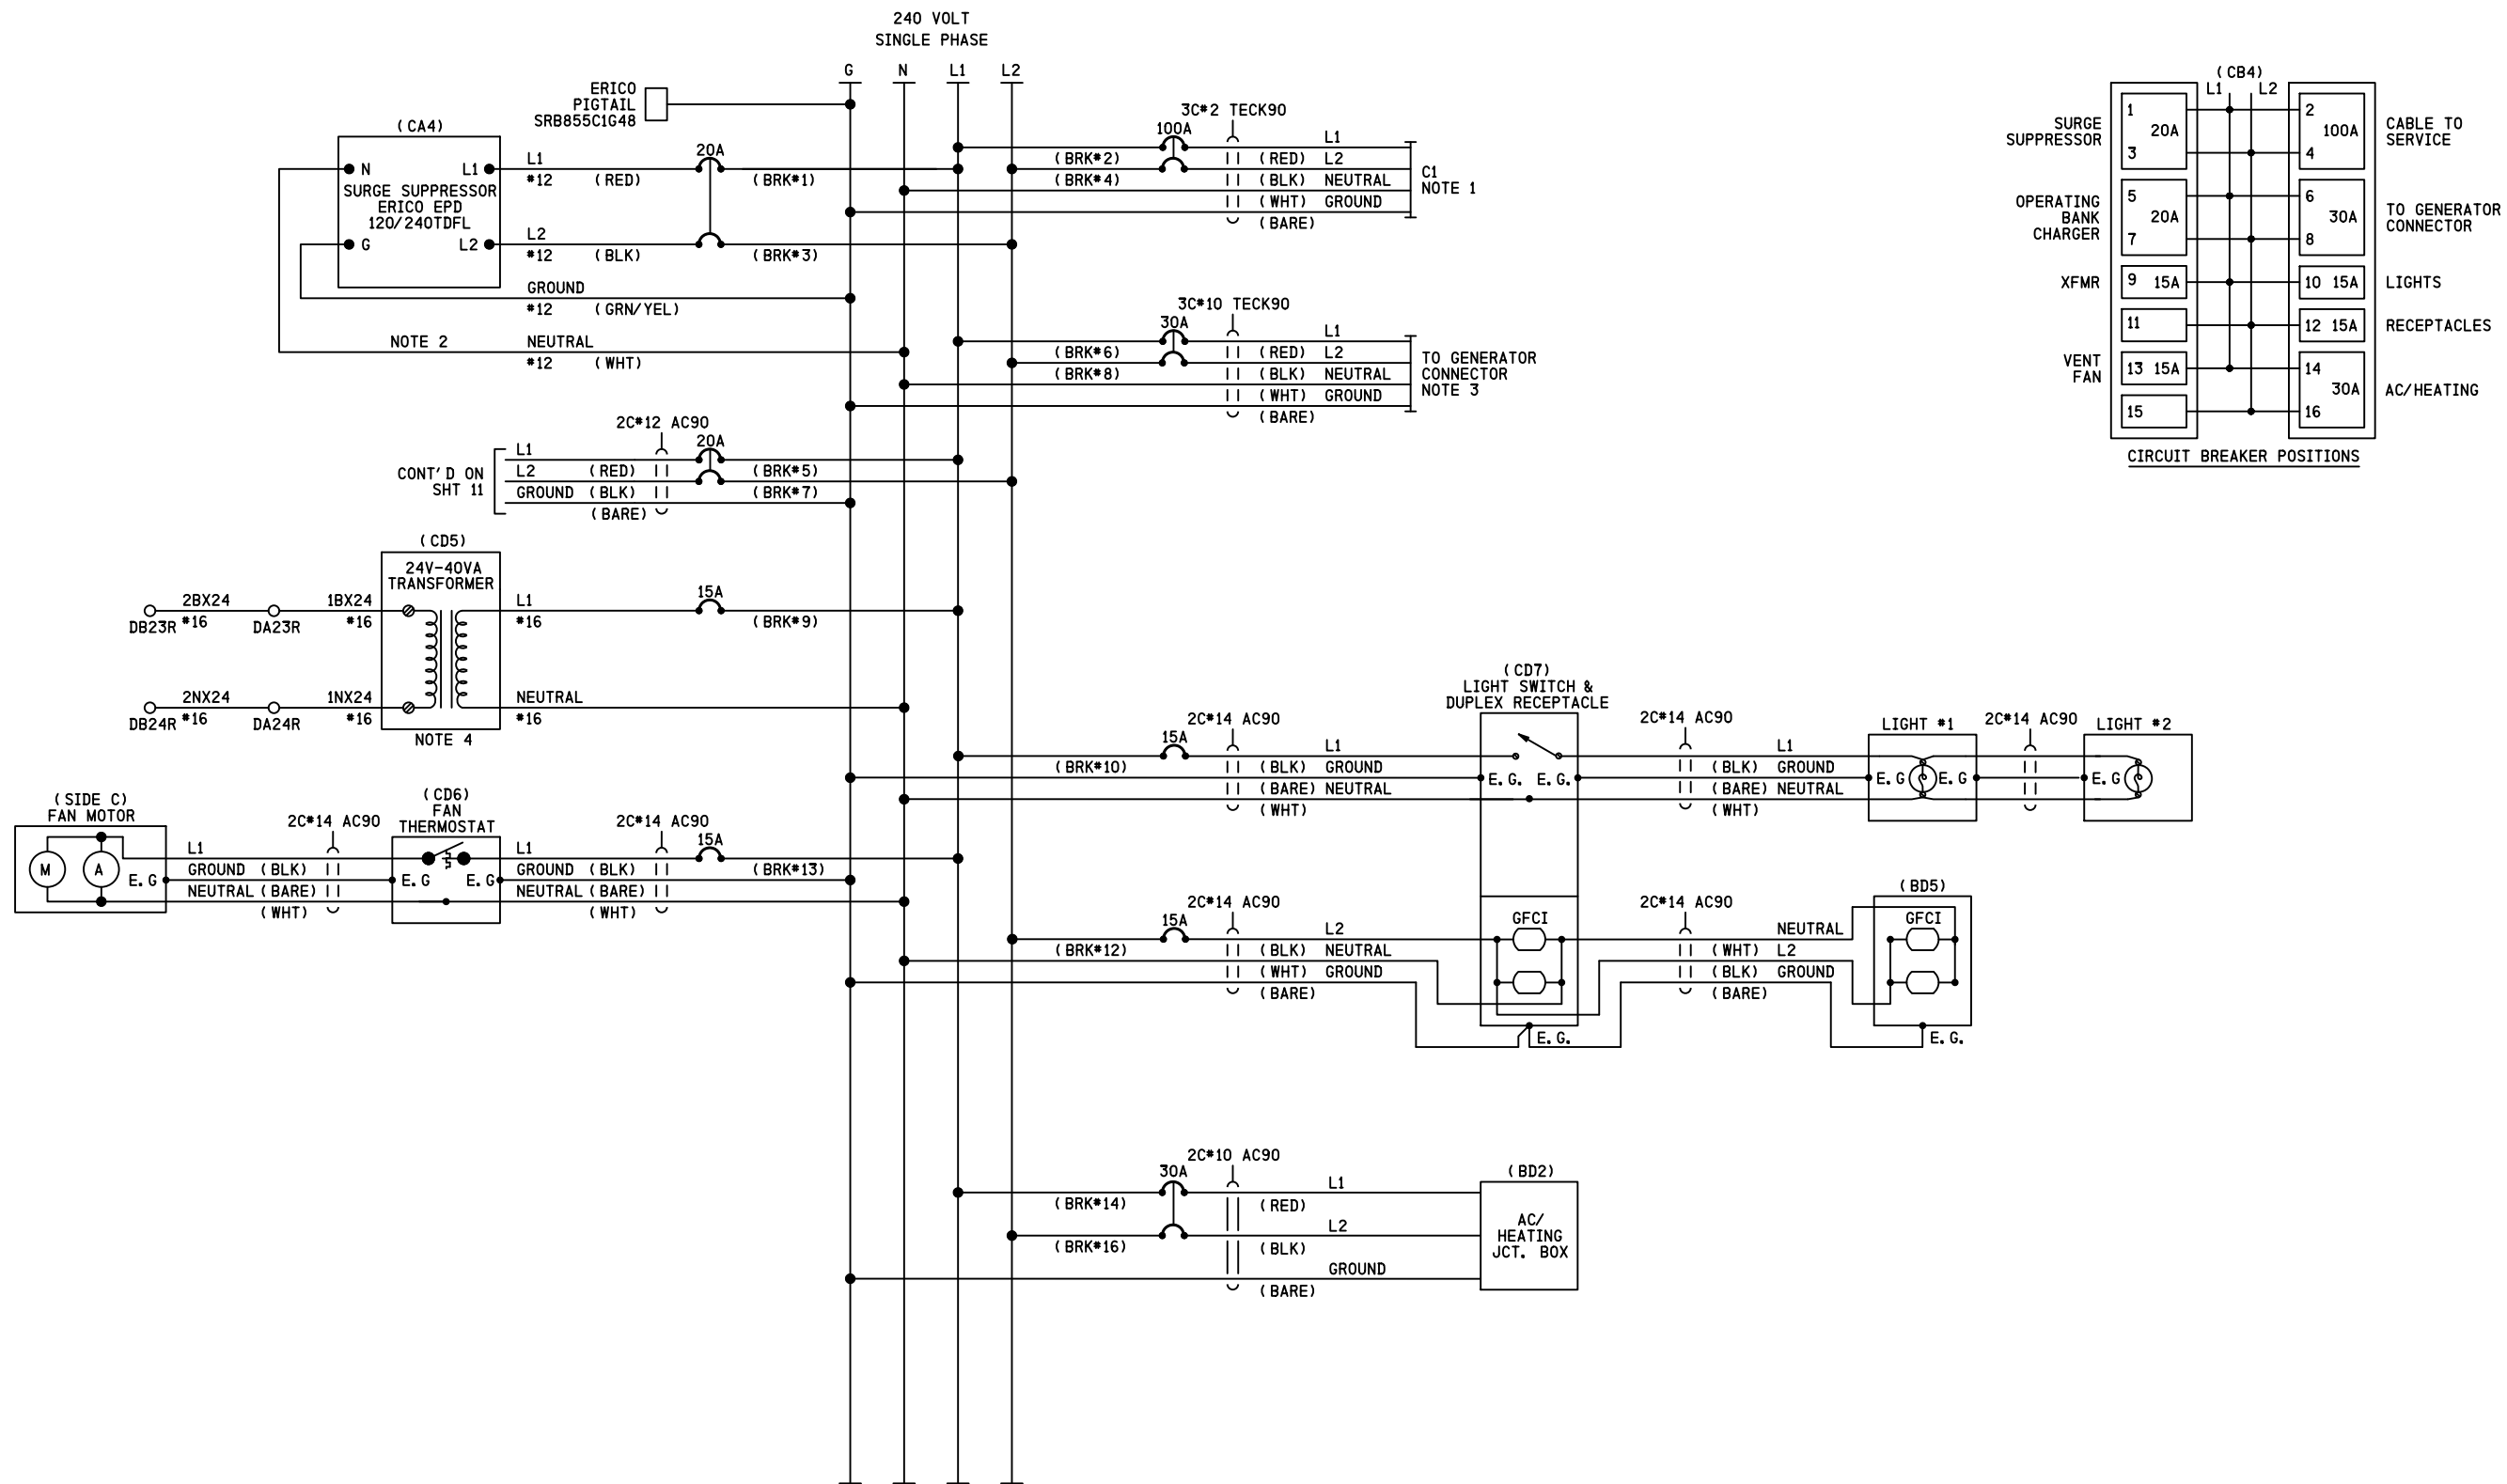 240 VOLT
SINGLE PHASE
G N L1 L2
ERICO
PIGTAIL
SRB855C1G48
(CA4)
N L1
SURGE SUPPRESSOR
ERICO EPD
120/240TDFL
G L2
L1
#12 (RED)
20A
(BRK#1)
L2
#12 (BLK)
(BRK#3)
GROUND
#12 (GRN/YEL)
NOTE 2 NEUTRAL
#12 (WHT)
3C#2 TECK90
100A
L1
(BRK#2) (RED) L2
(BRK#4) (BLK) NEUTRAL
(WHT) GROUND
(BARE)
C1
NOTE 1
3C#10 TECK90
30A
L1
(BRK#6) (RED) L2
(BRK#8) (BLK) NEUTRAL
(WHT) GROUND
(BARE)
TO GENERATOR
CONNECTOR
NOTE 3
2C#12 AC90
20A
CONT'D ON
SHT 11
L1
L2 (RED) (BRK#5)
GROUND (BLK) (BRK#7)
(BARE)
(CD5)
24V-40VA
TRANSFORMER
2BX24 1BX24
DB23R #16 DA23R #16
2NX24 1NX24
DB24R #16 DA24R #16
NOTE 4
L1
#16
15A
(BRK#9)
NEUTRAL
#16
(SIDE C)
FAN MOTOR
M A E.G
2C#14 AC90
L1
GROUND (BLK)
NEUTRAL (BARE)
(WHT)
(CD6)
FAN
THERMOSTAT
E.G E.G
2C#14 AC90
15A
L1
GROUND (BLK) (BRK#13)
NEUTRAL (BARE)
(WHT)
2C#14 AC90
15A
L1
(BRK#10) (BLK) GROUND
(BARE) NEUTRAL
(WHT)
(CD7)
LIGHT SWITCH &
DUPLEX RECEPTACLE
E.G. E.G.
2C#14 AC90
L1
(BLK) GROUND
(BARE) NEUTRAL
(WHT)
LIGHT #1
E.G E.G
2C#14 AC90
LIGHT #2
E.G
2C#14 AC90
15A
L2
(BRK#12) (BLK) NEUTRAL
(WHT) GROUND
(BARE)
GFCI
E.G.
2C#14 AC90
NEUTRAL
(WHT) L2
(BLK) GROUND
(BARE)
(BD5)
GFCI
E.G.
2C#10 AC90
30A
L1
(BRK#14) (RED)
L2
(BRK#16) (BLK)
GROUND
(BARE)
(BD2)
AC/
HEATING
JCT. BOX
(CB4)
L1 L2
SURGE
SUPPRESSOR
1
20A
3
2
100A
4
CABLE TO
SERVICE
OPERATING
BANK
CHARGER
5
20A
7
6
30A
8
TO GENERATOR
CONNECTOR
XFMR 9 15A 10 15A LIGHTS
11 12 15A RECEPTACLES
VENT
FAN
13 15A
15
14
30A
16
AC/HEATING
CIRCUIT BREAKER POSITIONS